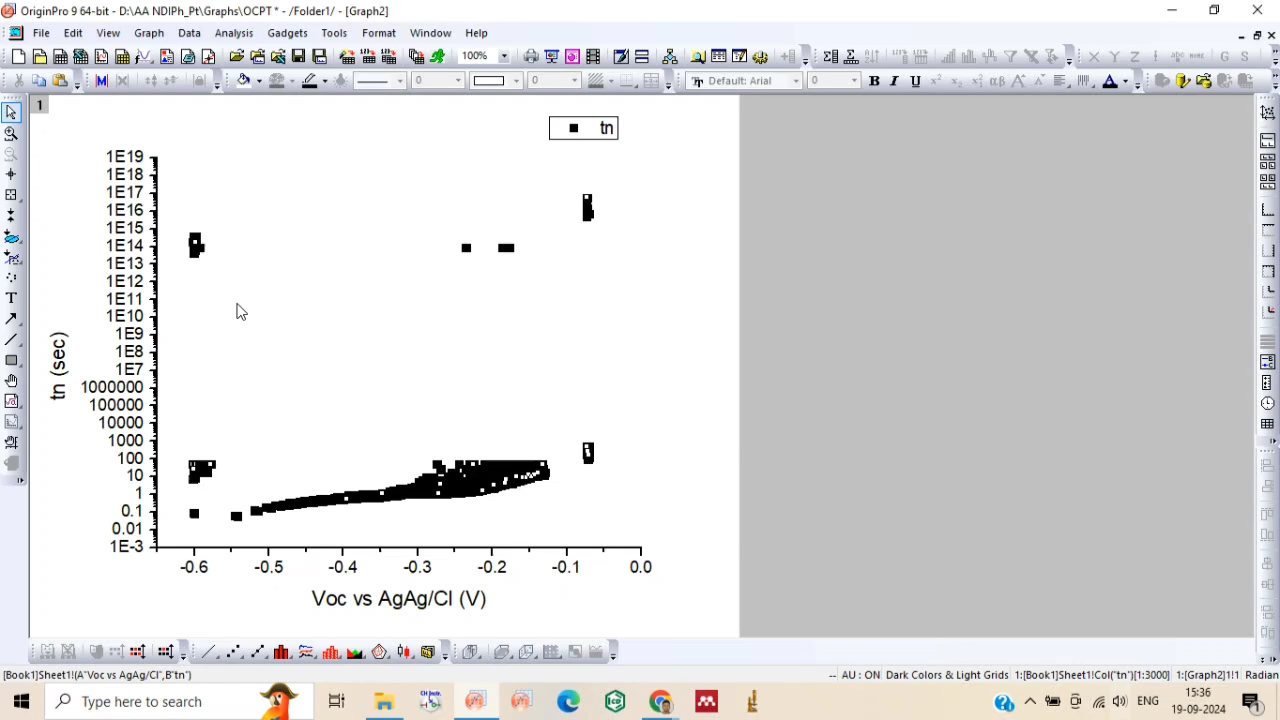 OriginPro 9 64-bit - D:\AA NDIPh_Pt\Graphs\OCPT * - /Folder1/ - [Graph2]
File Edit View Graph Data Analysis Gadgets Tools Format Window Help
100%
0 0 Default: Arial 0 B I U
1
tn
1E19
1E18
1E17
1E16
1E15
1E14
1E13
1E12
1E11
1E10
1E9
1E8
1E7
1000000
100000
10000
1000
100
10
1
0.1
0.01
1E-3
tn (sec)
-0.6 -0.5 -0.4 -0.3 -0.2 -0.1 0.0
Voc vs AgAg/Cl (V)
[Book1]Sheet1!(A"Voc vs AgAg/Cl",B"tn") -- AU : ON Dark Colors & Light Grids 1:[Book1]Sheet1!Col("tn")[1:3000] 1:[Graph2]1!1 Radian
Type here to search
ENG
15:36
19-09-2024